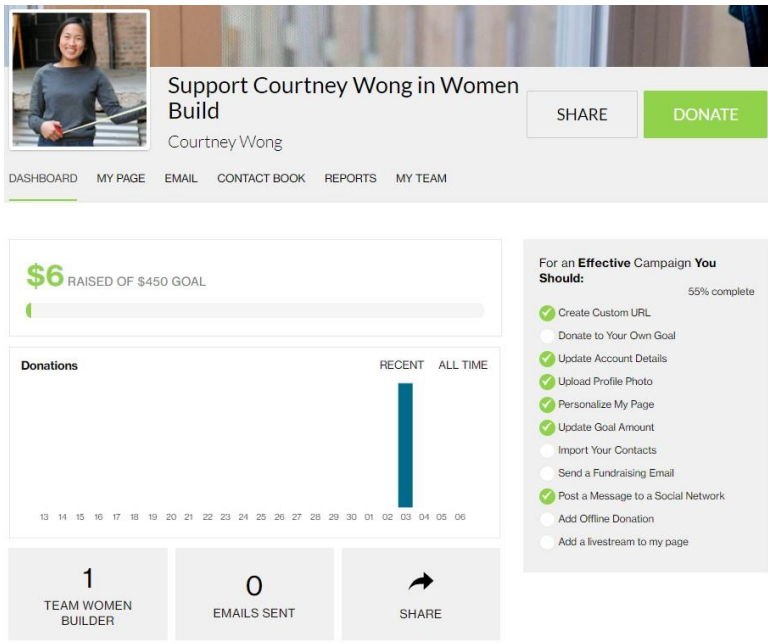 Support Courtney Wong in Women
Build
Courtney Wong
SHARE
DONATE
DASHBOARD MY PAGE EMAIL CONTACT BOOK REPORTS MY TEAM
$6 RAISED OF $450 GOAL
Donations
RECENT ALL TIME
13 14 15 16 17 18 19 20 21 22 23 24 25 26 27 28 29 30 01 02 03 04 05 06
1
TEAM WOMEN
BUILDER
0
EMAILS SENT
SHARE
For an Effective Campaign You
Should:
55% complete
Create Custom URL
Donate to Your Own Goal
Update Account Details
Upload Profile Photo
Personalize My Page
Update Goal Amount
Import Your Contacts
Send a Fundraising Email
Post a Message to a Social Network
Add Offline Donation
Add a livestream to my page